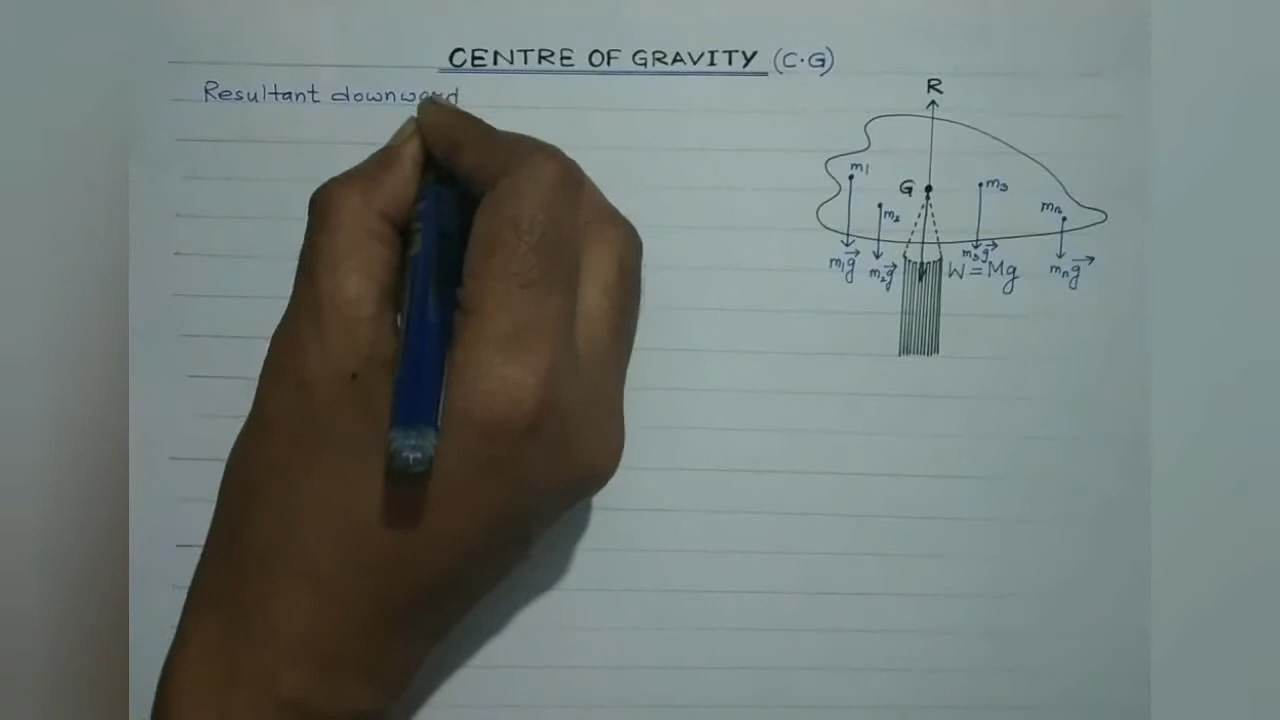 CENTRE OF GRAVITY (C.G)
Resultant downward
R
m1
G
m3
m2
mn
m1g⃗
m2g⃗
m3g⃗
W=Mg
mng⃗